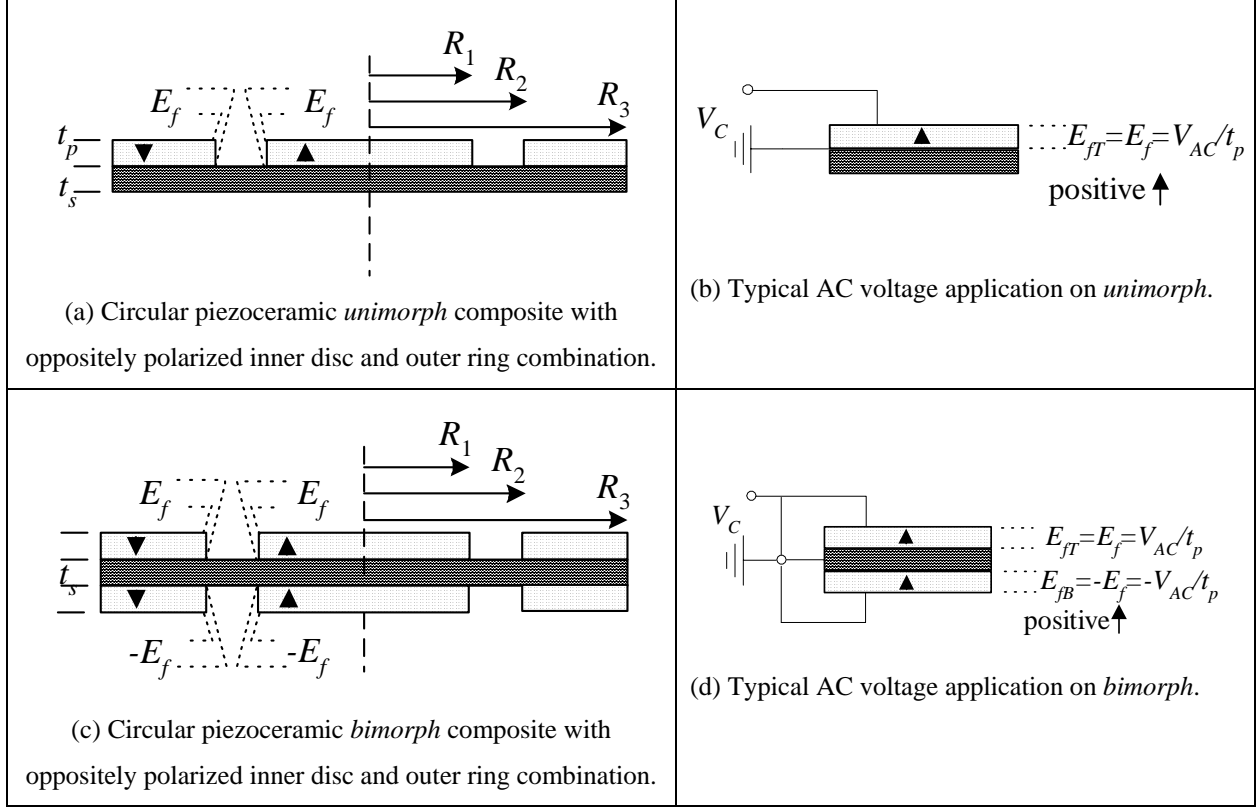 R1
R2
R3
Ef Ef
tp
ts
(a) Circular piezoceramic unimorph composite with
oppositely polarized inner disc and outer ring combination.
VC
EfT=Ef=VAC/tp
positive
(b) Typical AC voltage application on unimorph.
R1
R2
R3
Ef Ef
ts
-Ef -Ef
(c) Circular piezoceramic bimorph composite with
oppositely polarized inner disc and outer ring combination.
VC
EfT=Ef=VAC/tp
EfB=-Ef=-VAC/tp
positive
(d) Typical AC voltage application on bimorph.